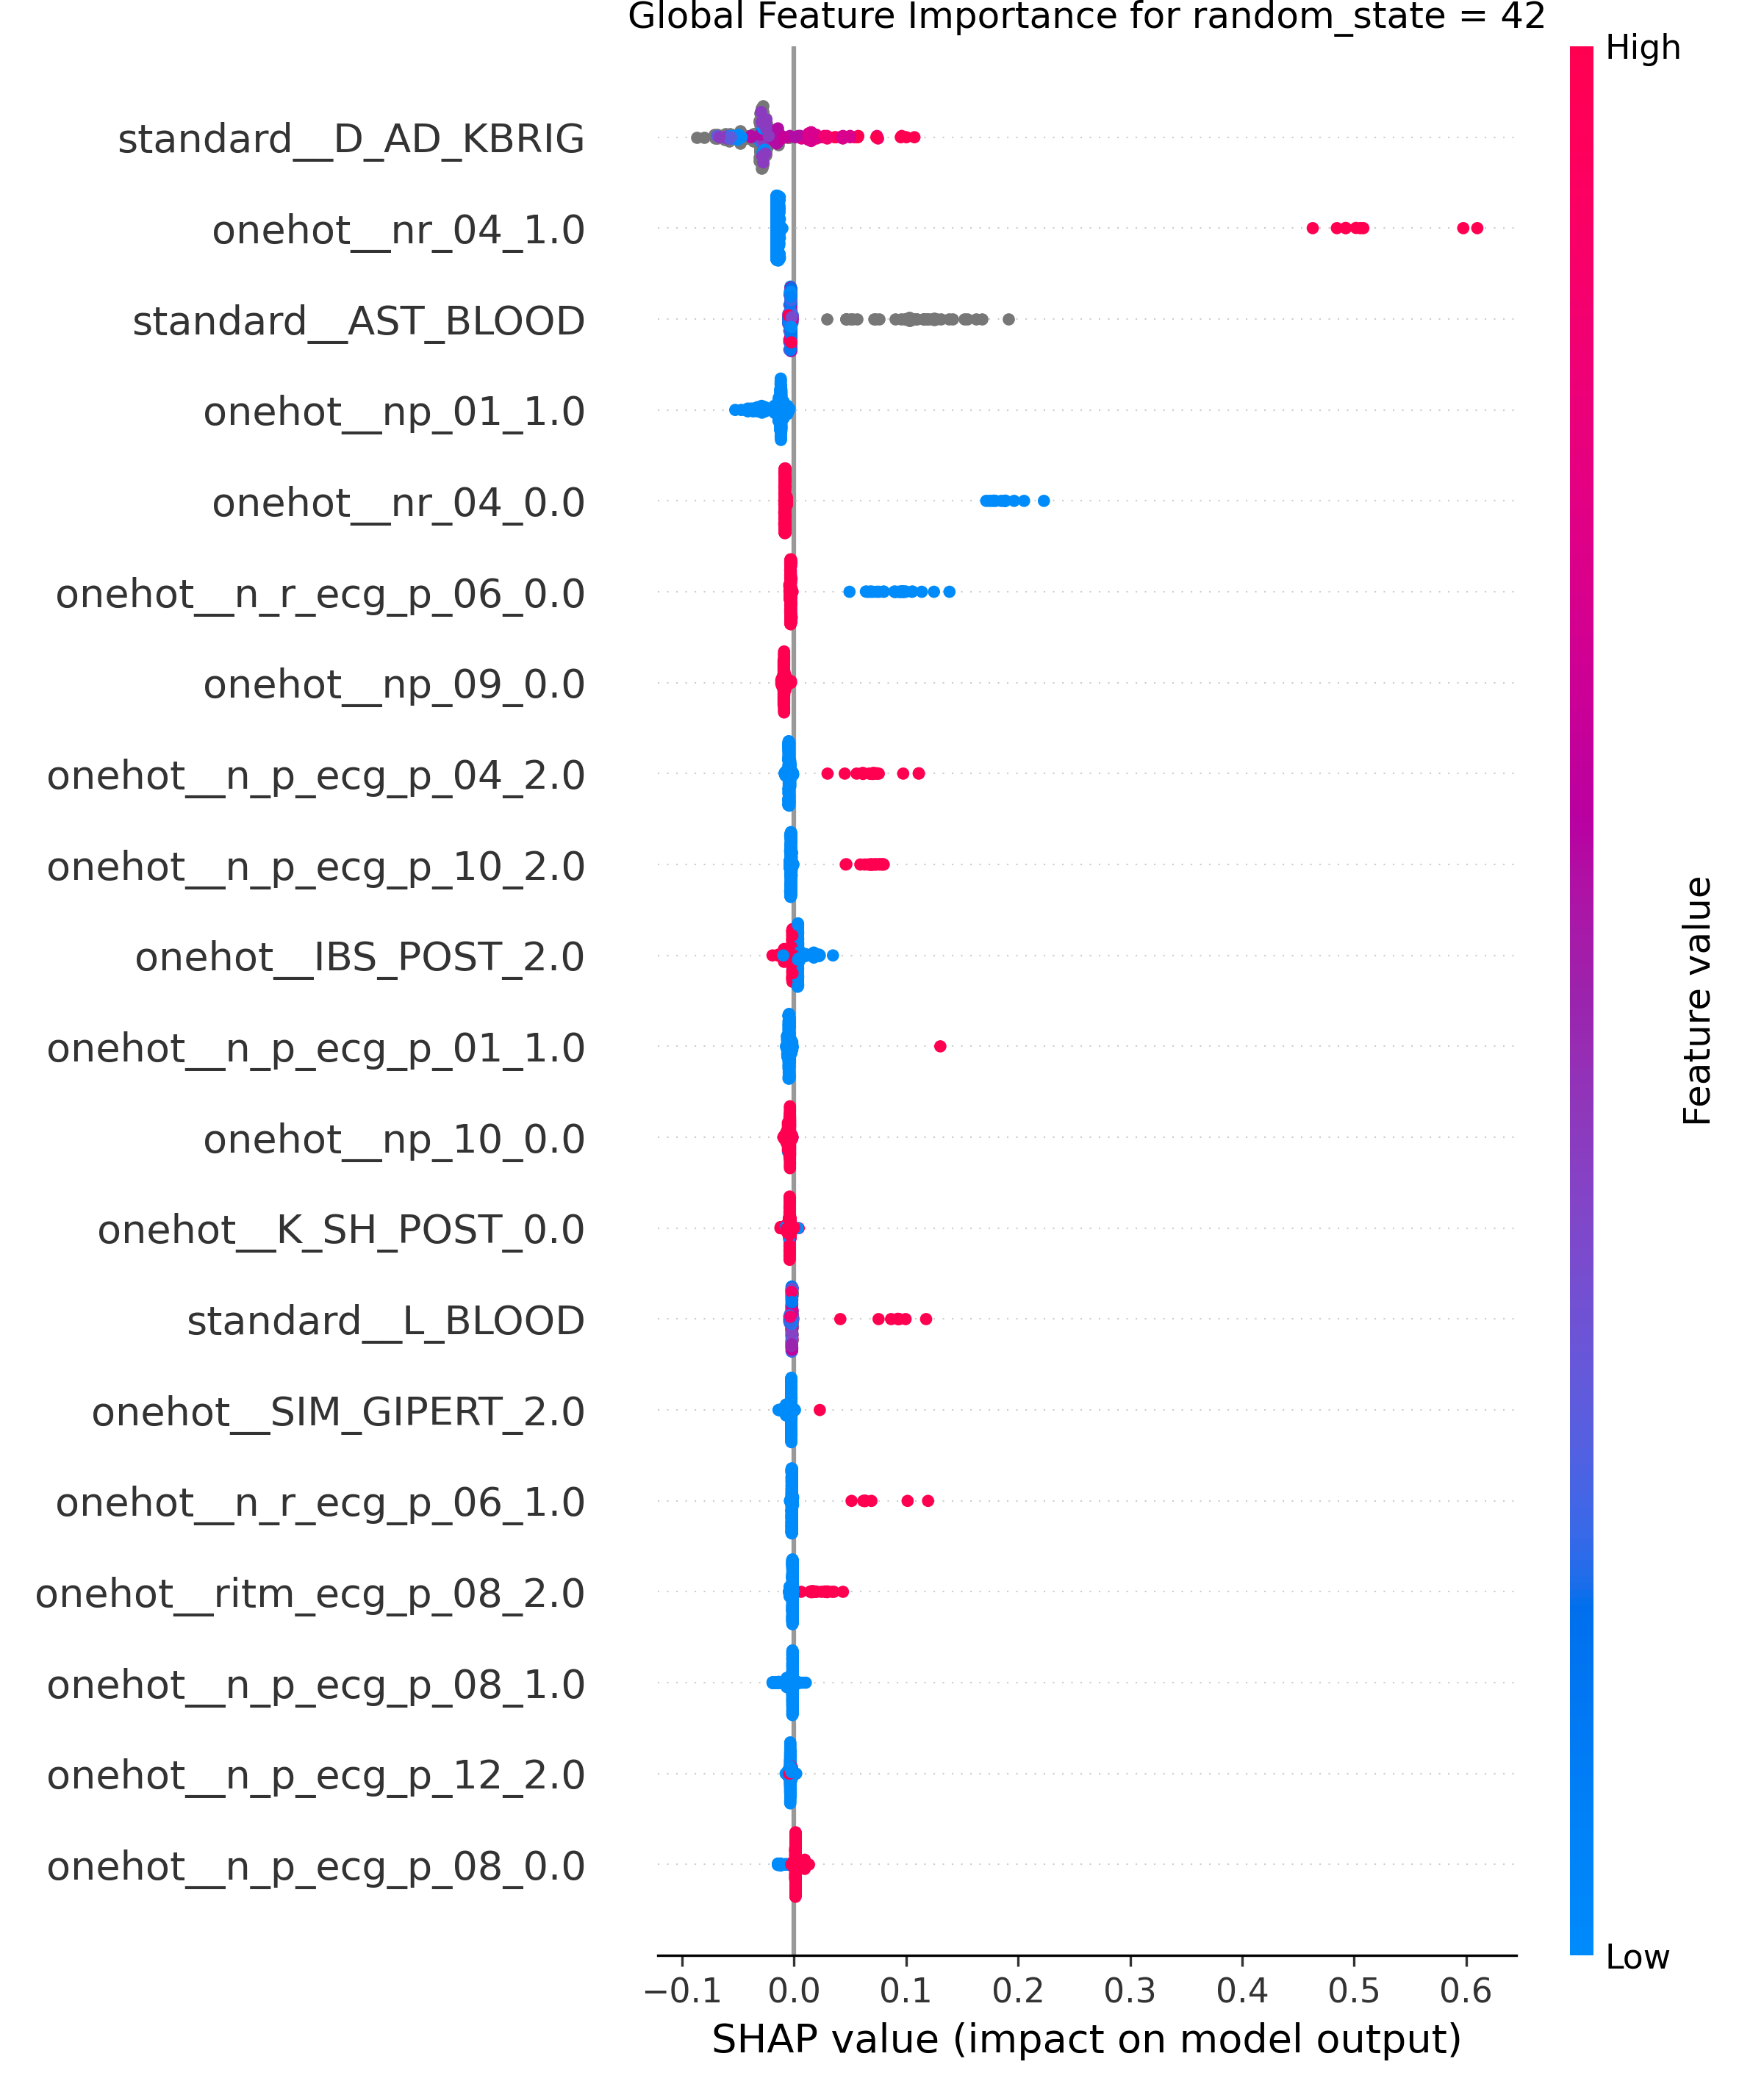 Global Feature Importance for random_state = 42
High
standard__D_AD_KBRIG
onehot__nr_04_1.0
standard__AST_BLOOD
onehot__np_01_1.0
onehot__nr_04_0.0
onehot__n_r_ecg_p_06_0.0
onehot__np_09_0.0
onehot__n_p_ecg_p_04_2.0
onehot__n_p_ecg_p_10_2.0
onehot__IBS_POST_2.0
onehot__n_p_ecg_p_01_1.0
onehot__np_10_0.0
onehot__K_SH_POST_0.0
standard__L_BLOOD
onehot__SIM_GIPERT_2.0
onehot__n_r_ecg_p_06_1.0
onehot__ritm_ecg_p_08_2.0
onehot__n_p_ecg_p_08_1.0
onehot__n_p_ecg_p_12_2.0
onehot__n_p_ecg_p_08_0.0
Feature value
Low
−0.1 0.0 0.1 0.2 0.3 0.4 0.5 0.6
SHAP value (impact on model output)